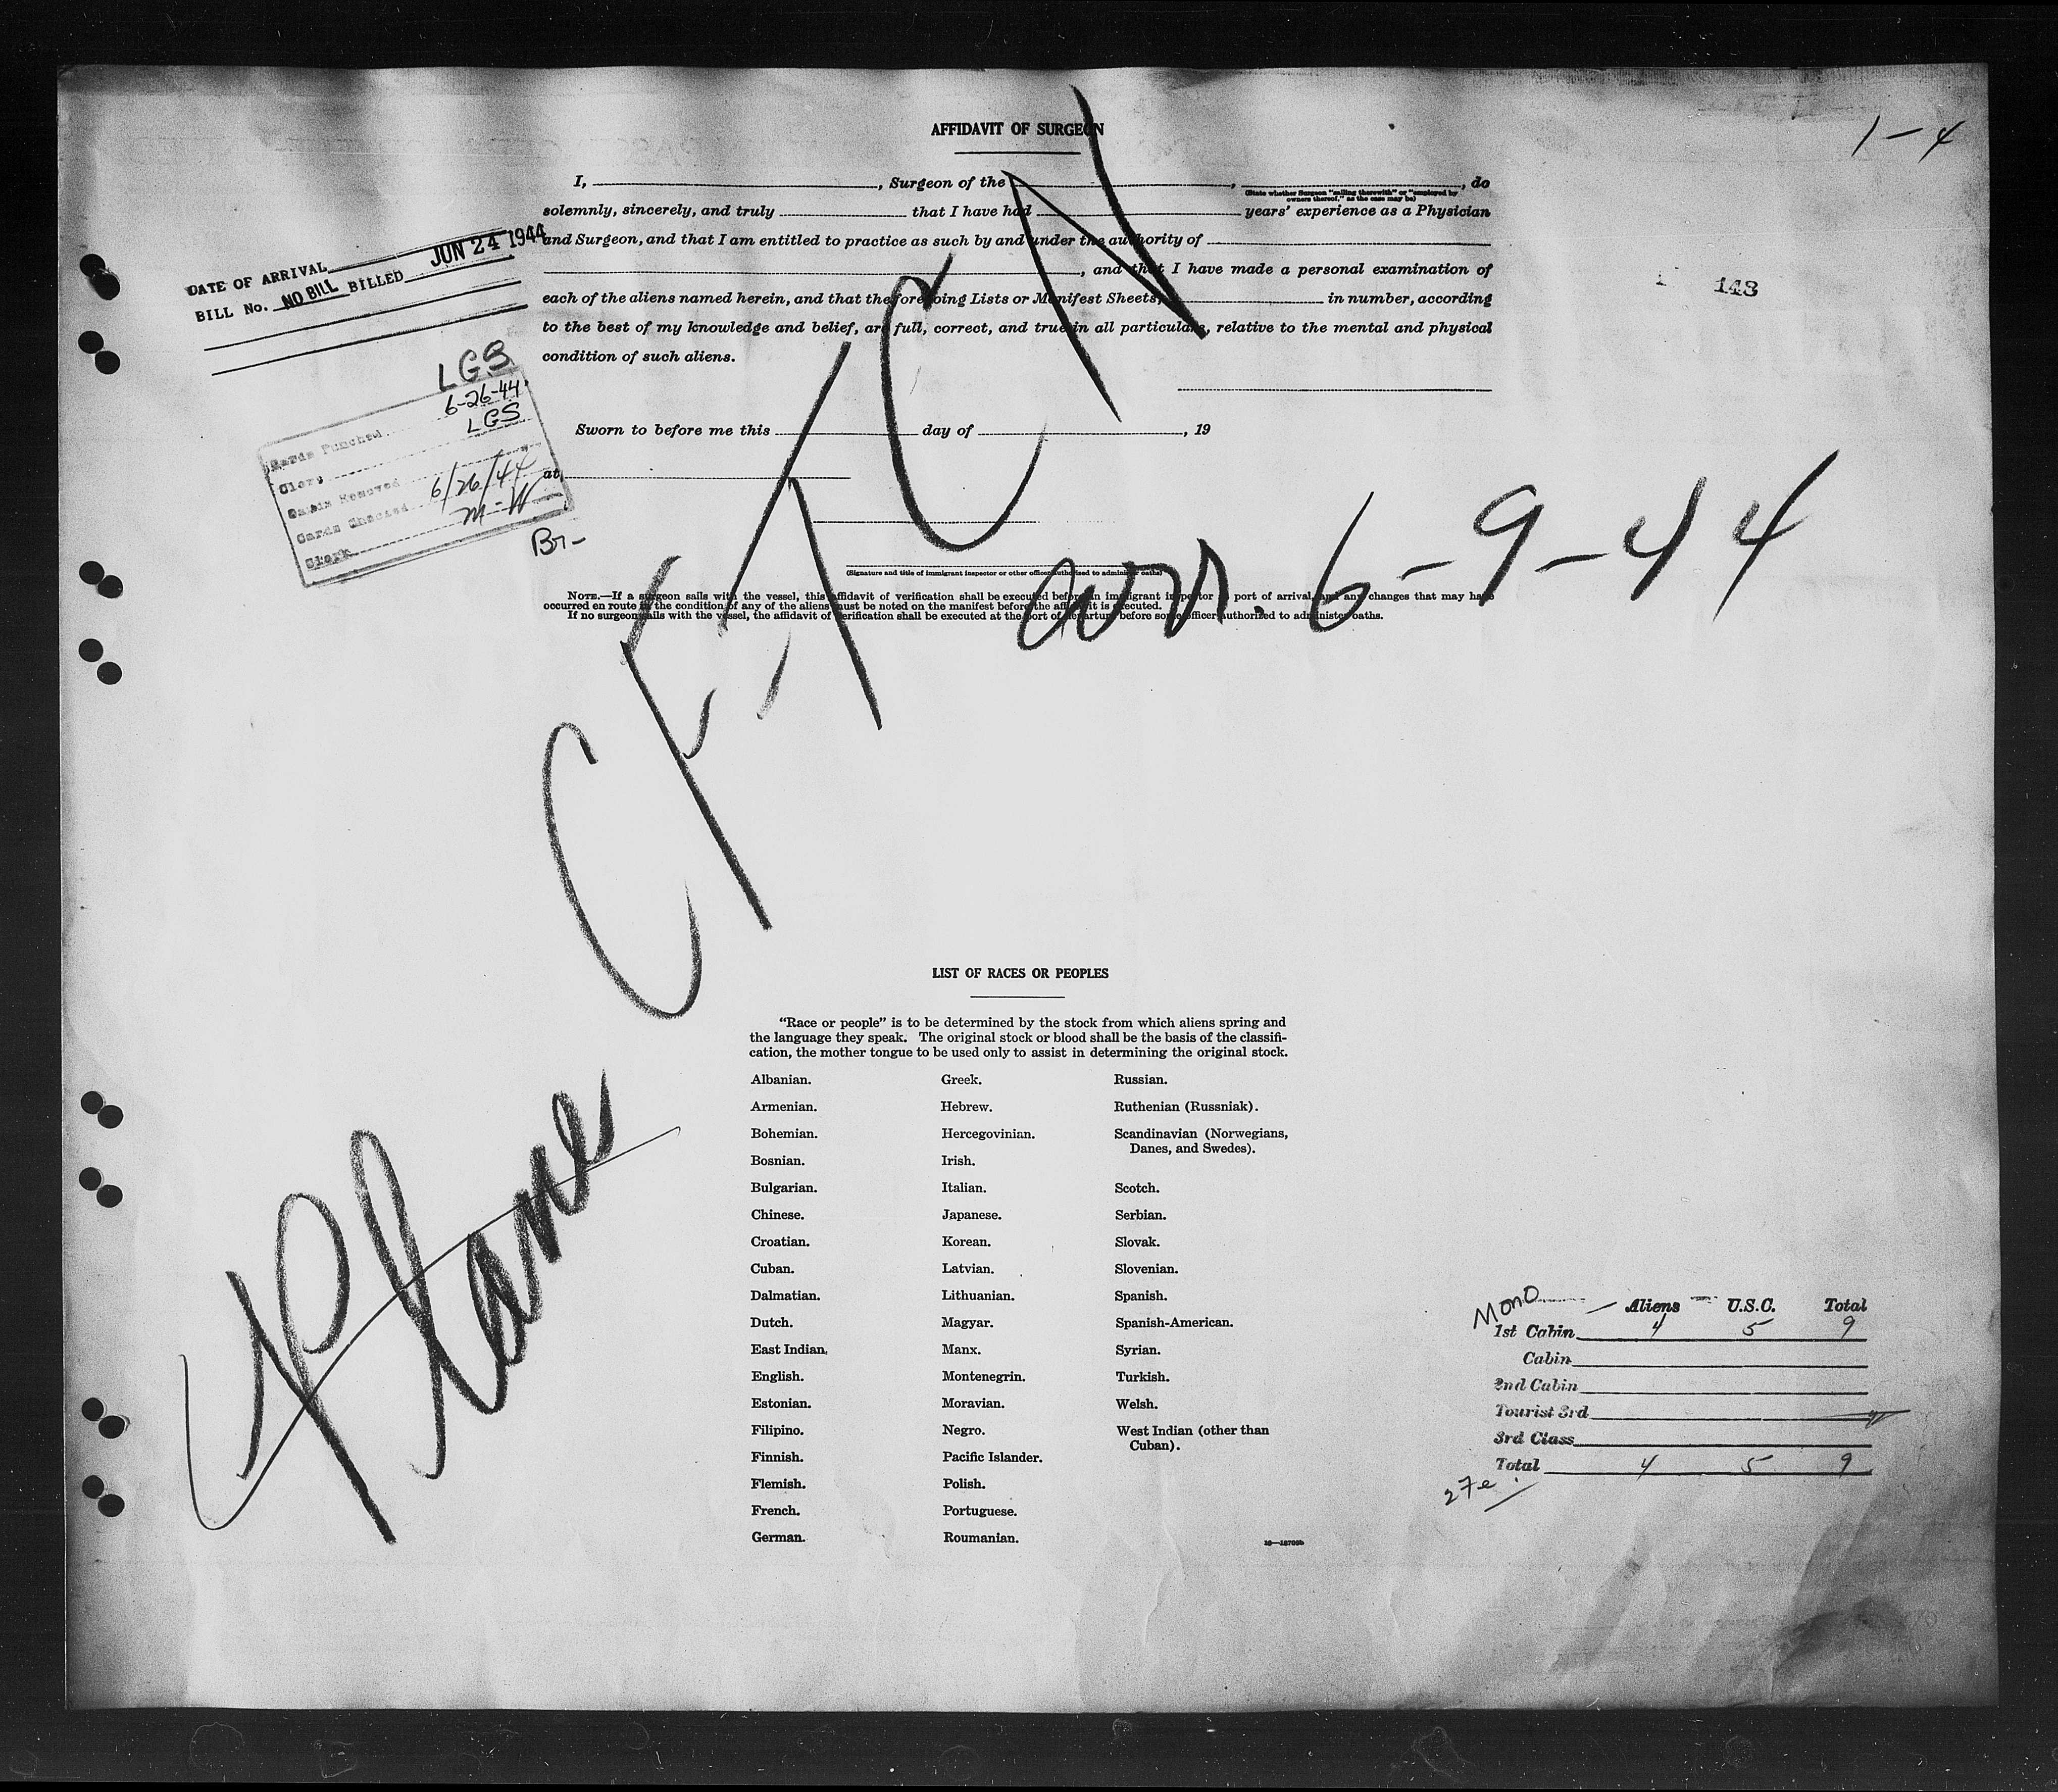 AFFIDAVIT OF SURGEON
1-4
I, , Surgeon of the , , do
(State whether Surgeon "sailing therewith" or "employed by
owners thereof," as the case may be)
solemnly, sincerely, and truly that I have had years' experience as a Physician
and Surgeon, and that I am entitled to practice as such by and under the authority of
, and that I have made a personal examination of
each of the aliens named herein, and that the foregoing Lists or Manifest Sheets, in number, according
to the best of my knowledge and belief, are full, correct, and true in all particulars, relative to the mental and physical
condition of such aliens.
Sworn to before me this day of , 19
at
(Signature and title of immigrant inspector or other officer authorized to administer oaths)
NOTE.—If a surgeon sails with the vessel, this affidavit of verification shall be executed before an immigrant inspector at port of arrival, and any changes that may have
occurred en route in the condition of any of the aliens must be noted on the manifest before the affidavit is executed.
If no surgeon sails with the vessel, the affidavit of verification shall be executed at the port of departure before some officer authorized to administer oaths.
DATE OF ARRIVAL
JUN 24 1944
BILL No. NO BILL BILLED
LGS
6-26-44
Cards Punched
LGS
Clerk
Cards Checked 6/26/44
Clerk M-W
Br-
143
arr. 6-9-44
Plane
LIST OF RACES OR PEOPLES
"Race or people" is to be determined by the stock from which aliens spring and
the language they speak. The original stock or blood shall be the basis of the classifi-
cation, the mother tongue to be used only to assist in determining the original stock.
Albanian.
Armenian.
Bohemian.
Bosnian.
Bulgarian.
Chinese.
Croatian.
Cuban.
Dalmatian.
Dutch.
East Indian.
English.
Estonian.
Filipino.
Finnish.
Flemish.
French.
German.
Greek.
Hebrew.
Hercegovinian.
Irish.
Italian.
Japanese.
Korean.
Latvian.
Lithuanian.
Magyar.
Manx.
Montenegrin.
Moravian.
Negro.
Pacific Islander.
Polish.
Portuguese.
Roumanian.
Russian.
Ruthenian (Russniak).
Scandinavian (Norwegians,
Danes, and Swedes).
Scotch.
Serbian.
Slovak.
Slovenian.
Spanish.
Spanish-American.
Syrian.
Turkish.
Welsh.
West Indian (other than
Cuban).
Mono Aliens U.S.C. Total
1st Cabin 4 5 9
Cabin
2nd Cabin
Tourist 3rd
3rd Class
Total 4 5 9